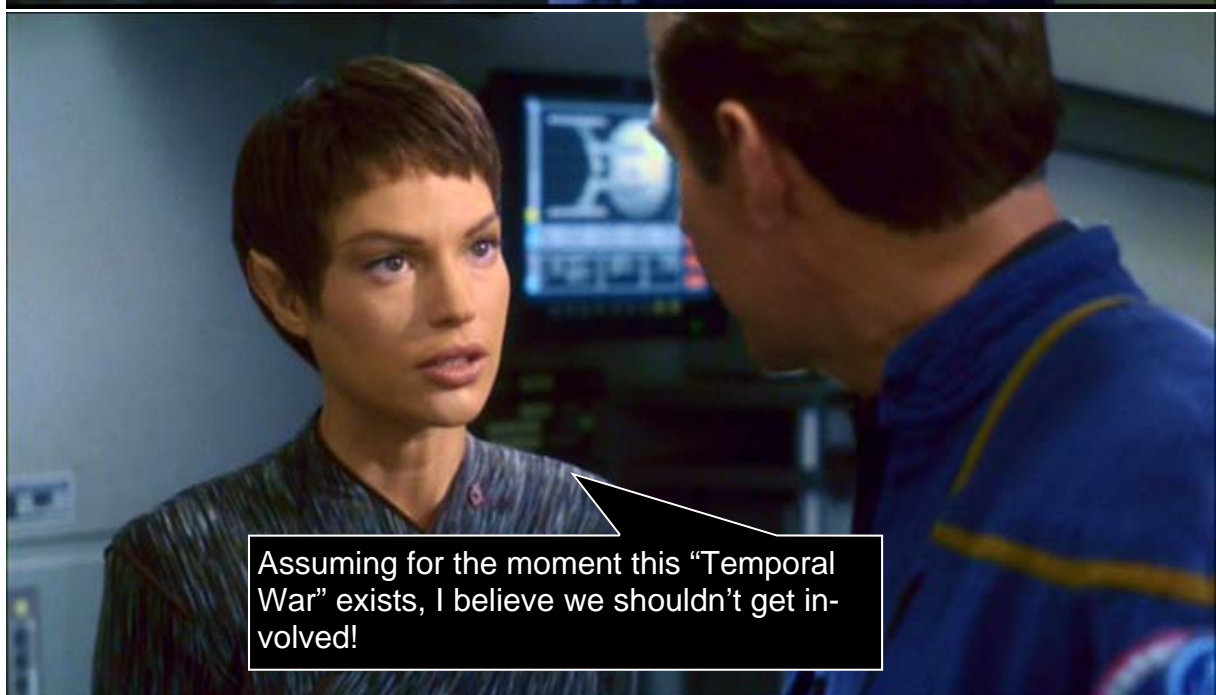 Assuming for the moment this “Temporal
War” exists, I believe we shouldn’t get in-
volved!